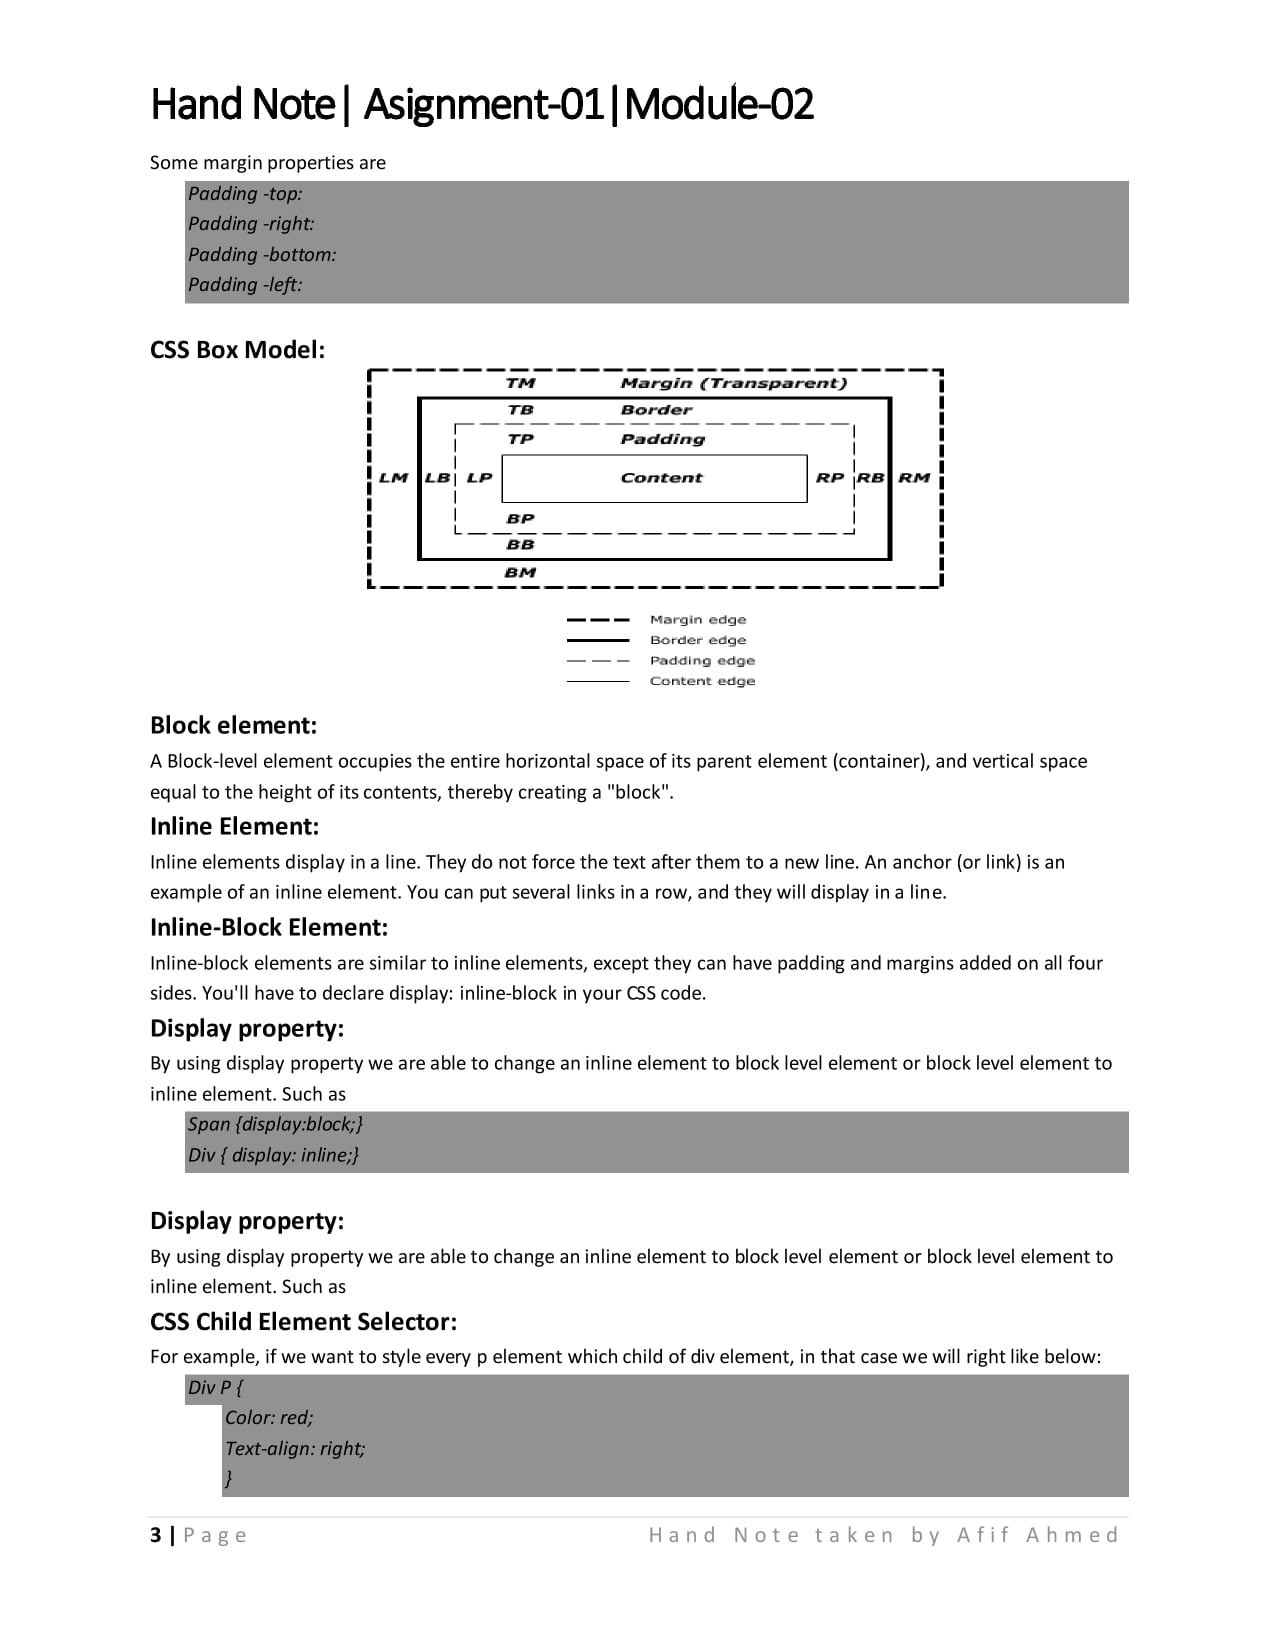 Hand Note| Asignment-01|Module-02
Some margin properties are
Padding -top:
Padding -right:
Padding -bottom:
Padding -left:
CSS Box Model:
TM Margin (Transparent)
TB Border
TP Padding
LM LB LP Content RP RB RM
BP
BB
BM
Margin edge
Border edge
Padding edge
Content edge
Block element:
A Block-level element occupies the entire horizontal space of its parent element (container), and vertical space
equal to the height of its contents, thereby creating a "block".
Inline Element:
Inline elements display in a line. They do not force the text after them to a new line. An anchor (or link) is an
example of an inline element. You can put several links in a row, and they will display in a line.
Inline-Block Element:
Inline-block elements are similar to inline elements, except they can have padding and margins added on all four
sides. You'll have to declare display: inline-block in your CSS code.
Display property:
By using display property we are able to change an inline element to block level element or block level element to
inline element. Such as
Span {display:block;}
Div { display: inline;}
Display property:
By using display property we are able to change an inline element to block level element or block level element to
inline element. Such as
CSS Child Element Selector:
For example, if we want to style every p element which child of div element, in that case we will right like below:
Div P {
Color: red;
Text-align: right;
}
3 | Page Hand Note taken by Afif Ahmed